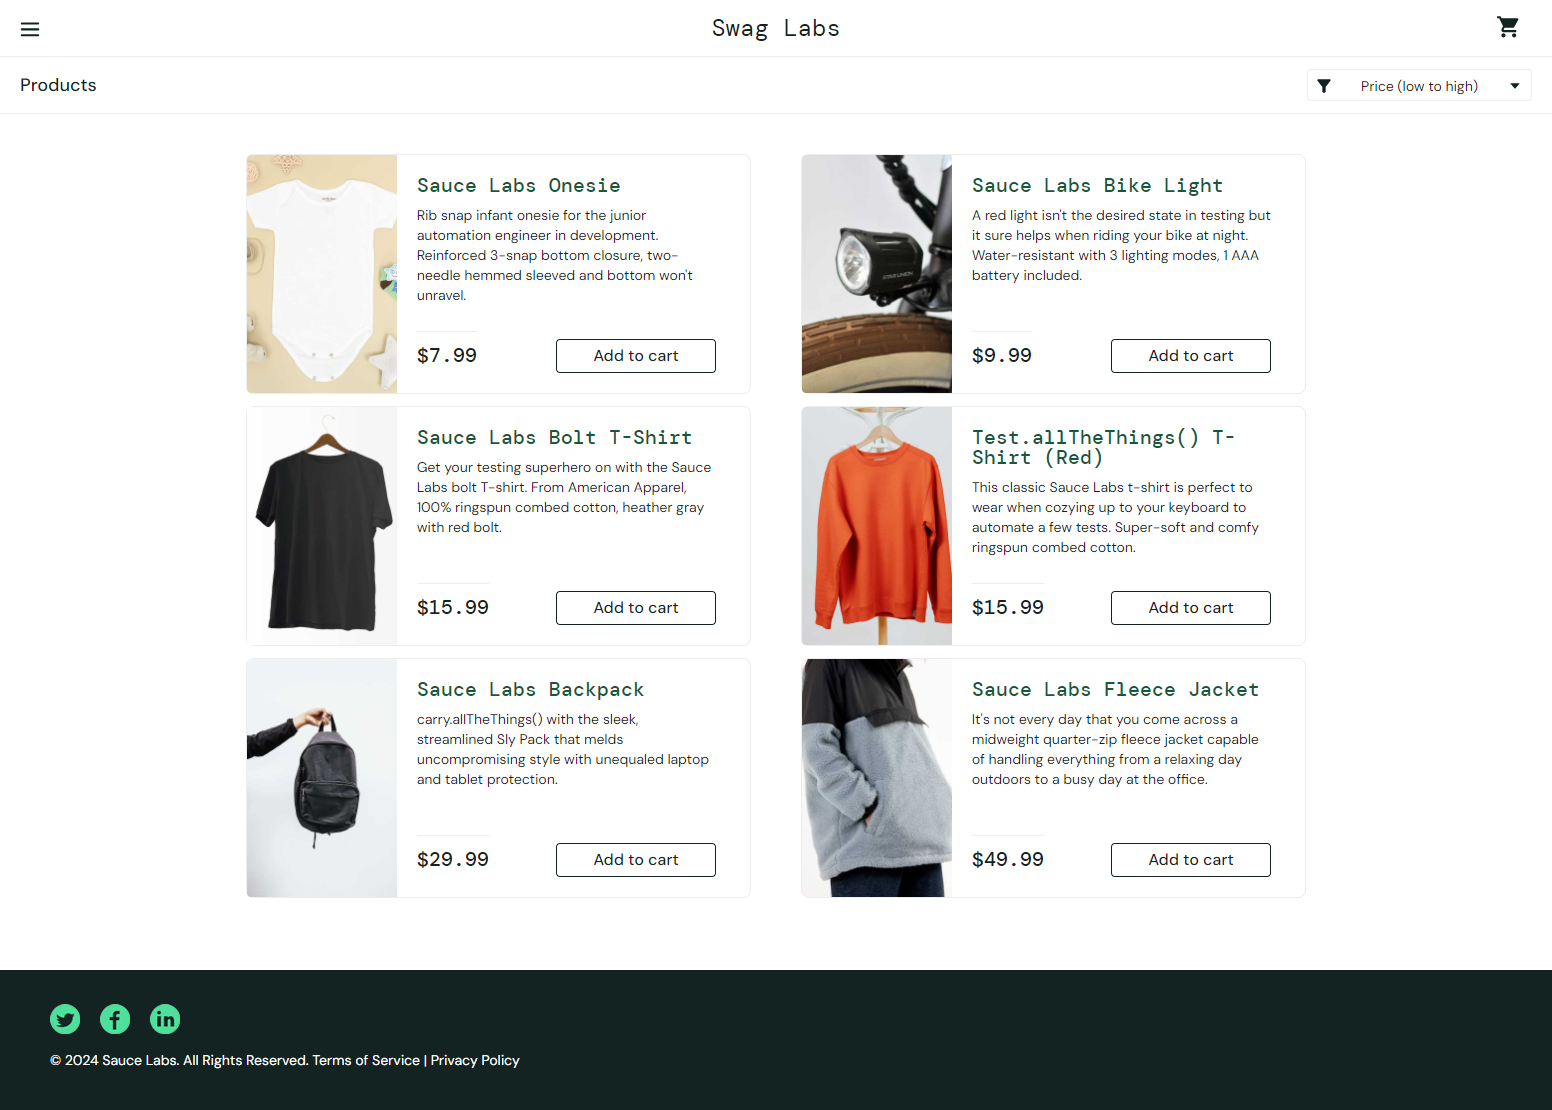 Swag Labs
Products
Price (low to high)
Sauce Labs Onesie
Rib snap infant onesie for the junior
automation engineer in development.
Reinforced 3-snap bottom closure, two-
needle hemmed sleeved and bottom won't
unravel.
$7.99
Add to cart
Sauce Labs Bike Light
A red light isn't the desired state in testing but
it sure helps when riding your bike at night.
Water-resistant with 3 lighting modes, 1 AAA
battery included.
$9.99
Add to cart
Sauce Labs Bolt T-Shirt
Get your testing superhero on with the Sauce
Labs bolt T-shirt. From American Apparel,
100% ringspun combed cotton, heather gray
with red bolt.
$15.99
Add to cart
Test.allTheThings() T-
Shirt (Red)
This classic Sauce Labs t-shirt is perfect to
wear when cozying up to your keyboard to
automate a few tests. Super-soft and comfy
ringspun combed cotton.
$15.99
Add to cart
Sauce Labs Backpack
carry.allTheThings() with the sleek,
streamlined Sly Pack that melds
uncompromising style with unequaled laptop
and tablet protection.
$29.99
Add to cart
Sauce Labs Fleece Jacket
It's not every day that you come across a
midweight quarter-zip fleece jacket capable
of handling everything from a relaxing day
outdoors to a busy day at the office.
$49.99
Add to cart
© 2024 Sauce Labs. All Rights Reserved. Terms of Service | Privacy Policy